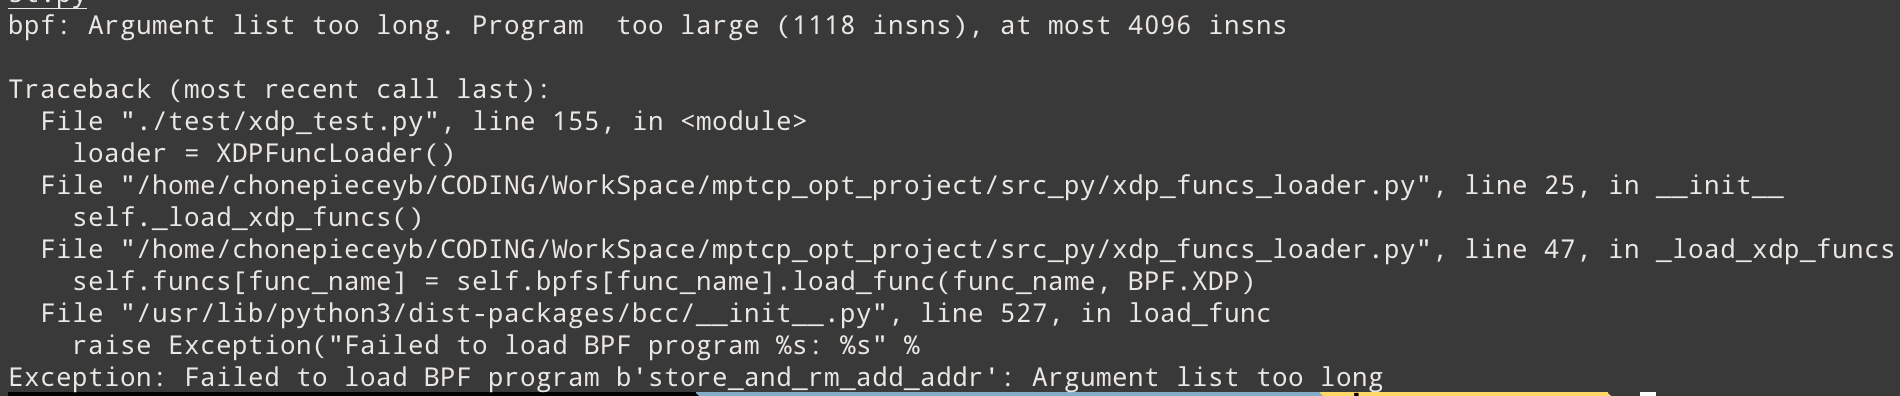 bpf: Argument list too long. Program  too large (1118 insns), at most 4096 insns
Traceback (most recent call last):
  File "./test/xdp_test.py", line 155, in <module>
    loader = XDPFuncLoader()
  File "/home/chonepieceyb/CODING/WorkSpace/mptcp_opt_project/src_py/xdp_funcs_loader.py", line 25, in __init__
    self._load_xdp_funcs()
  File "/home/chonepieceyb/CODING/WorkSpace/mptcp_opt_project/src_py/xdp_funcs_loader.py", line 47, in _load_xdp_funcs
    self.funcs[func_name] = self.bpfs[func_name].load_func(func_name, BPF.XDP)
  File "/usr/lib/python3/dist-packages/bcc/__init__.py", line 527, in load_func
    raise Exception("Failed to load BPF program %s: %s" %
Exception: Failed to load BPF program b'store_and_rm_add_addr': Argument list too long